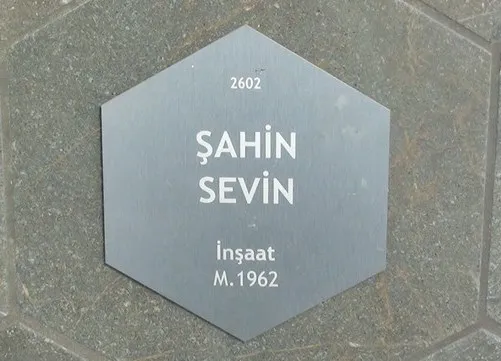 2602
ŞAHİN
SEVİN
İnşaat
M.1962